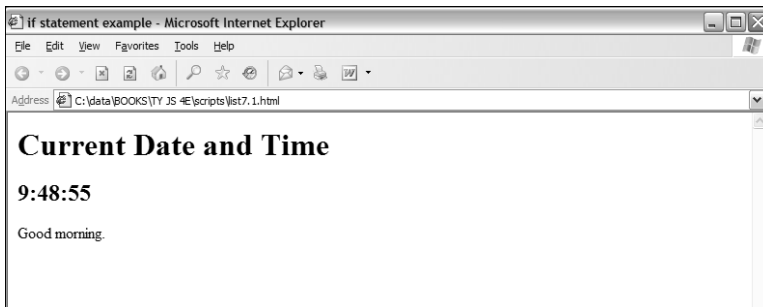 if statement example - Microsoft Internet Explorer
File Edit View Favorites Tools Help
Address C:\data\BOOKS\TY JS 4E\scripts\list7.1.html
Current Date and Time
9:48:55
Good morning.